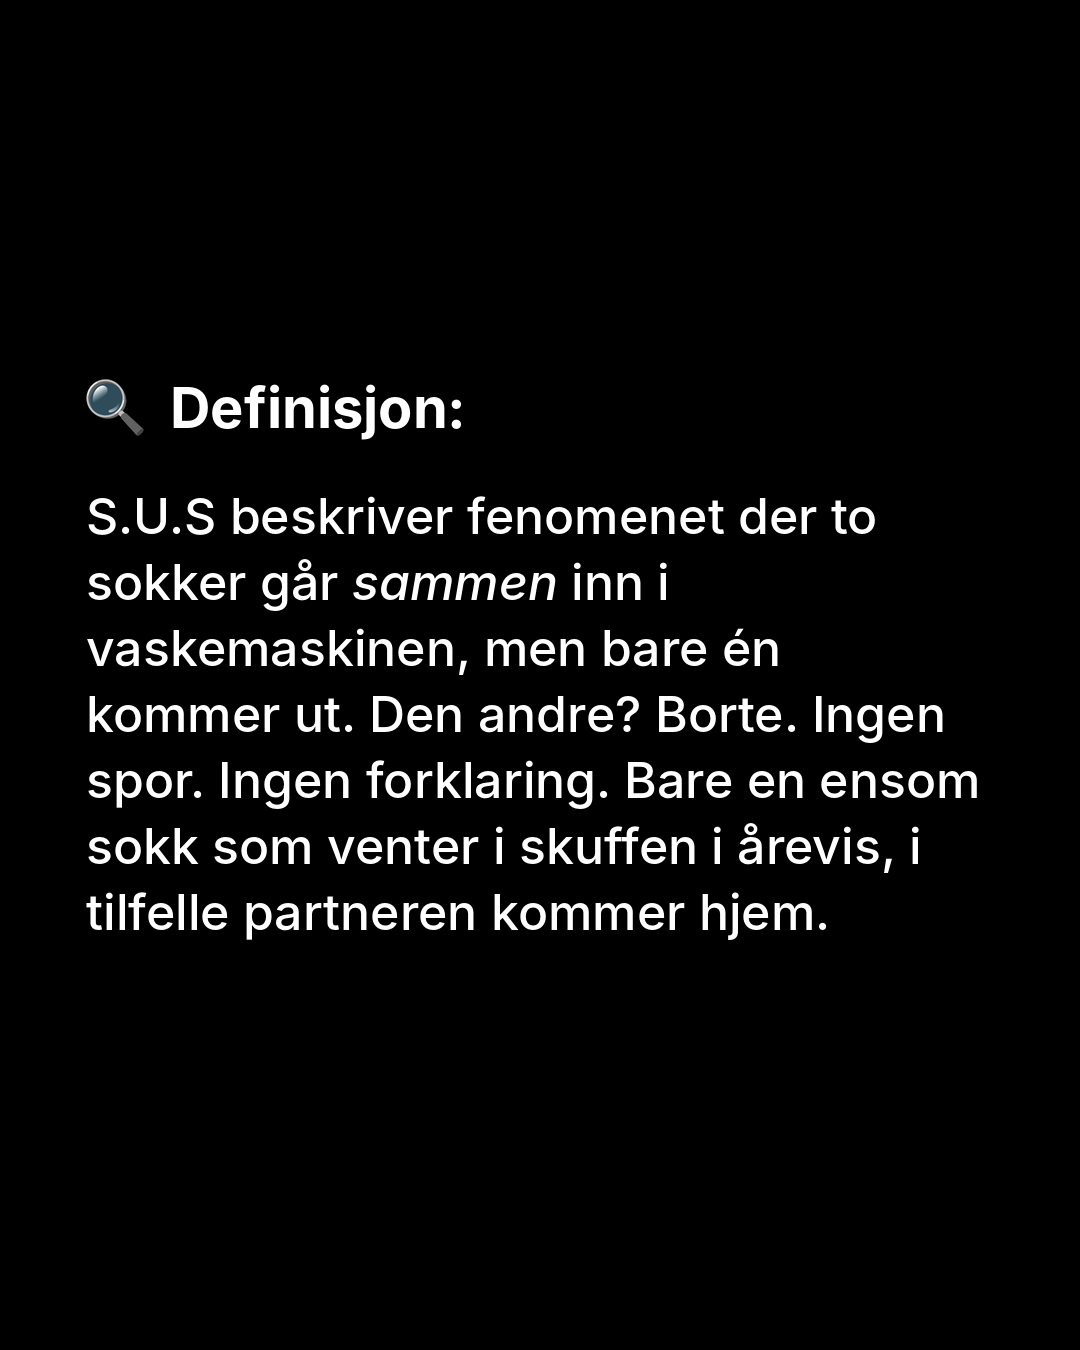 🔍 Definisjon:
S.U.S beskriver fenomenet der to
sokker går sammen inn i
vaskemaskinen, men bare én
kommer ut. Den andre? Borte. Ingen
spor. Ingen forklaring. Bare en ensom
sokk som venter i skuffen i årevis, i
tilfelle partneren kommer hjem.